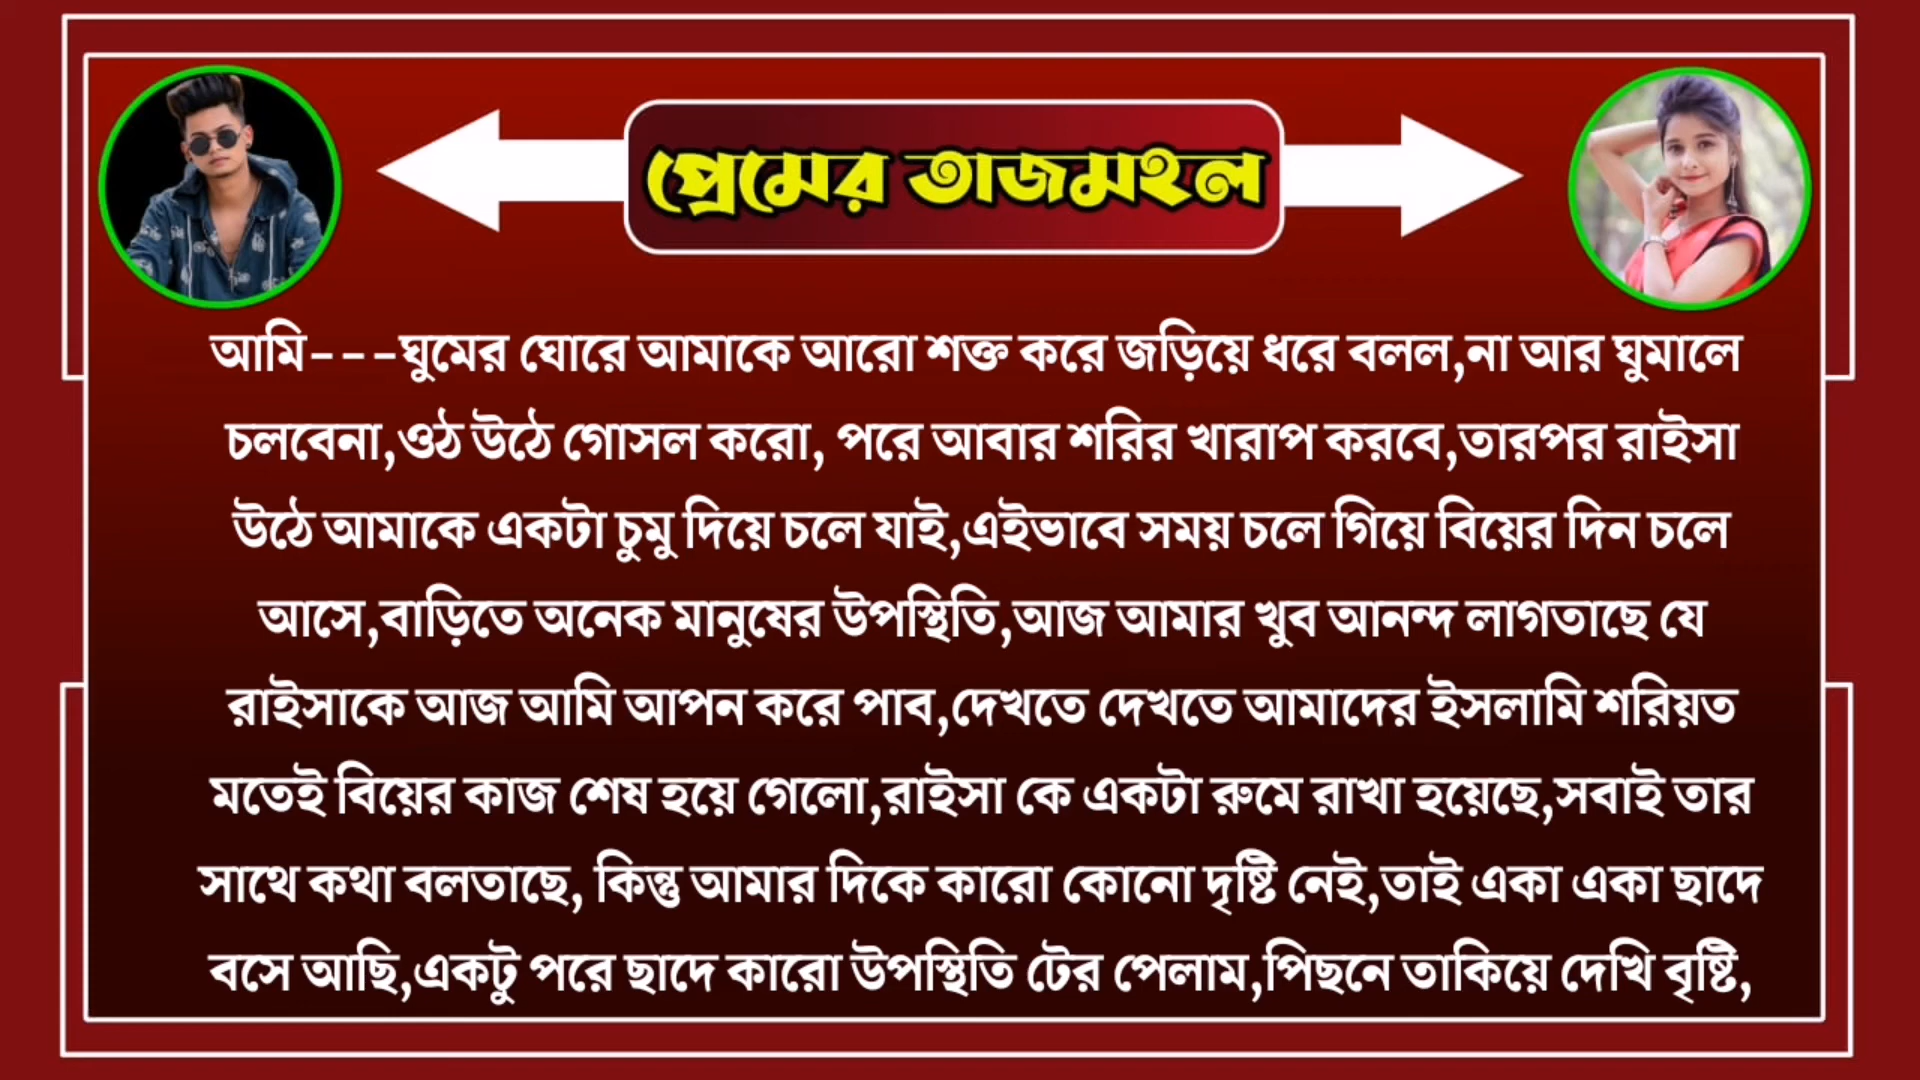 প্রেমের তাজমহল
আমি---ঘুমের ঘোরে আমাকে আরো শক্ত করে জড়িয়ে ধরে বলল,না আর ঘুমালে
চলবেনা,ওঠ উঠে গোসল করো, পরে আবার শরির খারাপ করবে,তারপর রাইসা
উঠে আমাকে একটা চুমু দিয়ে চলে যাই,এইভাবে সময় চলে গিয়ে বিয়ের দিন চলে
আসে,বাড়িতে অনেক মানুষের উপস্থিতি,আজ আমার খুব আনন্দ লাগতাছে যে
রাইসাকে আজ আমি আপন করে পাব,দেখতে দেখতে আমাদের ইসলামি শরিয়ত
মতেই বিয়ের কাজ শেষ হয়ে গেলো,রাইসা কে একটা রুমে রাখা হয়েছে,সবাই তার
সাথে কথা বলতাছে, কিন্তু আমার দিকে কারো কোনো দৃষ্টি নেই,তাই একা একা ছাদে
বসে আছি,একটু পরে ছাদে কারো উপস্থিতি টের পেলাম,পিছনে তাকিয়ে দেখি বৃষ্টি,